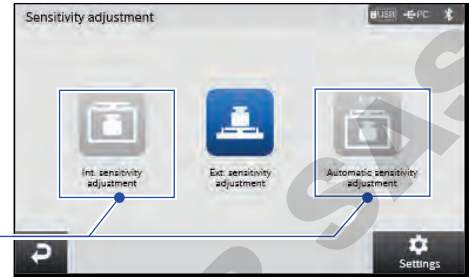 Sensitivity adjustment
USB PC
Int. sensitivity
adjustment
Ext. sensitivity
adjustment
Automatic sensitivity
adjustment
Settings